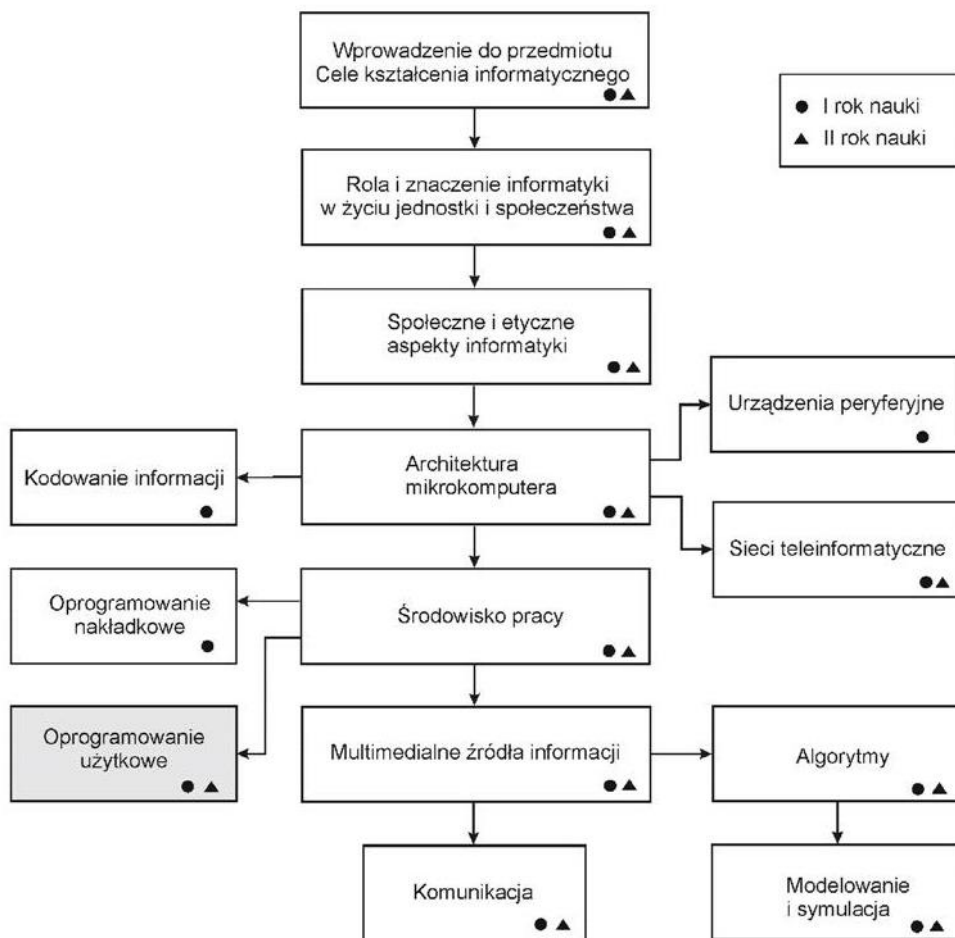 Wprowadzenie do przedmiotu
Cele kształcenia informatycznego
I rok nauki
II rok nauki
Rola i znaczenie informatyki
w życiu jednostki i społeczeństwa
Społeczne i etyczne
aspekty informatyki
Urządzenia peryferyjne
Kodowanie informacji
Architektura
mikrokomputera
Sieci teleinformatyczne
Oprogramowanie
nakładkowe
Środowisko pracy
Oprogramowanie
użytkowe
Multimedialne źródła informacji
Algorytmy
Komunikacja
Modelowanie
i symulacja